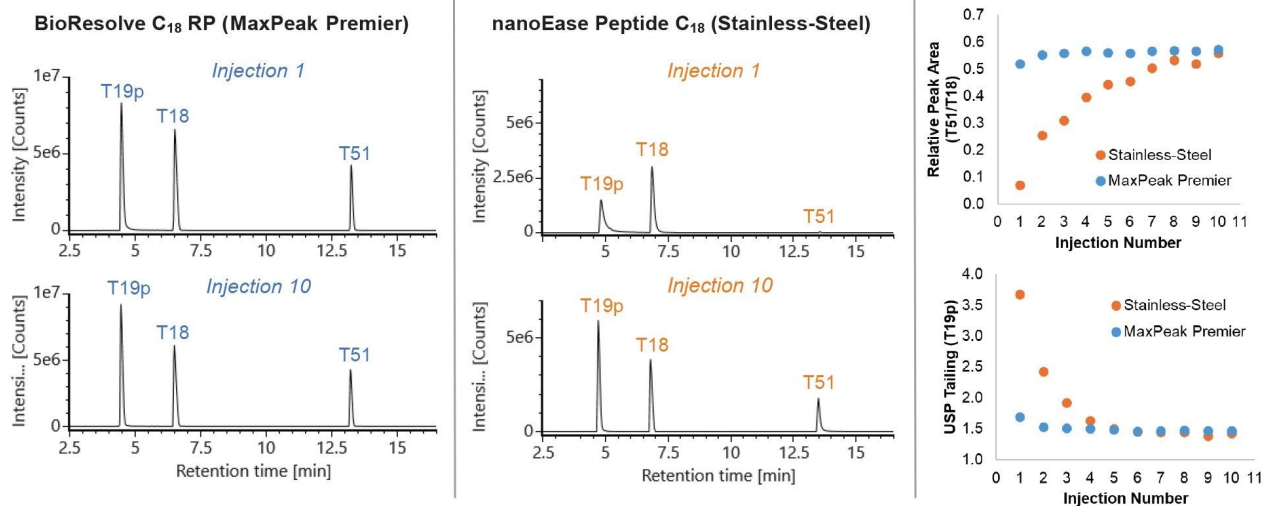 BioResolve C18 RP (MaxPeak Premier)
Injection 1
1e7
5e6
0
Intensity [Counts]
T19p
T18
T51
2.5
5
7.5
10
12.5
15
Injection 10
1e7
5e6
0
Intensi... [Counts]
T19p
T18
T51
2.5
5
7.5
10
12.5
15
Retention time [min]
nanoEase Peptide C18 (Stainless-Steel)
Injection 1
5e6
2.5e6
0
Intensity [Counts]
T19p
T18
T51
2.5
5
7.5
10
12.5
15
Injection 10
5e6
0
Intensi... [Counts]
T19p
T18
T51
2.5
5
7.5
10
12.5
15
Retention time [min]
Relative Peak Area
(T51/T18)
0.7
0.6
0.5
0.4
0.3
0.2
0.1
0.0
Stainless-Steel
MaxPeak Premier
0 1 2 3 4 5 6 7 8 9 10 11
Injection Number
USP Tailing (T19p)
4.0
3.5
3.0
2.5
2.0
1.5
1.0
Stainless-Steel
MaxPeak Premier
0 1 2 3 4 5 6 7 8 9 10 11
Injection Number